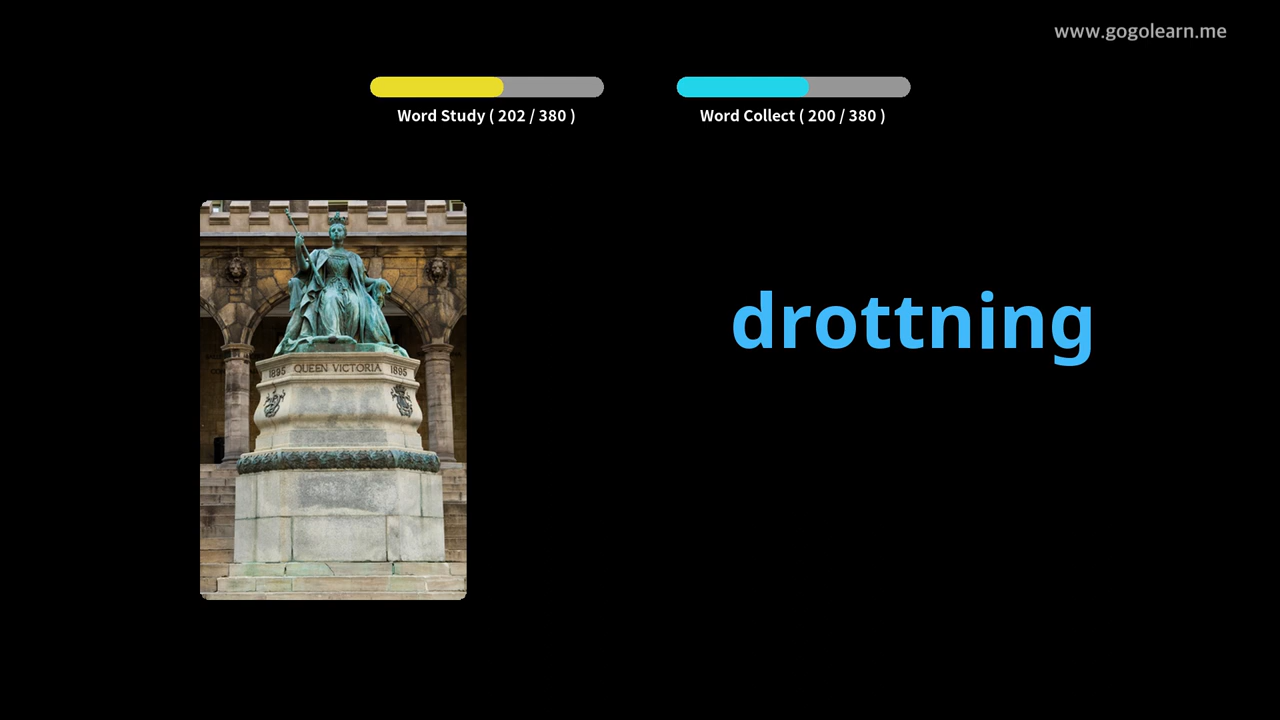 www.gogolearn.me
Word Study ( 202 / 380 )
Word Collect ( 200 / 380 )
drottning
1895 QUEEN VICTORIA 1895